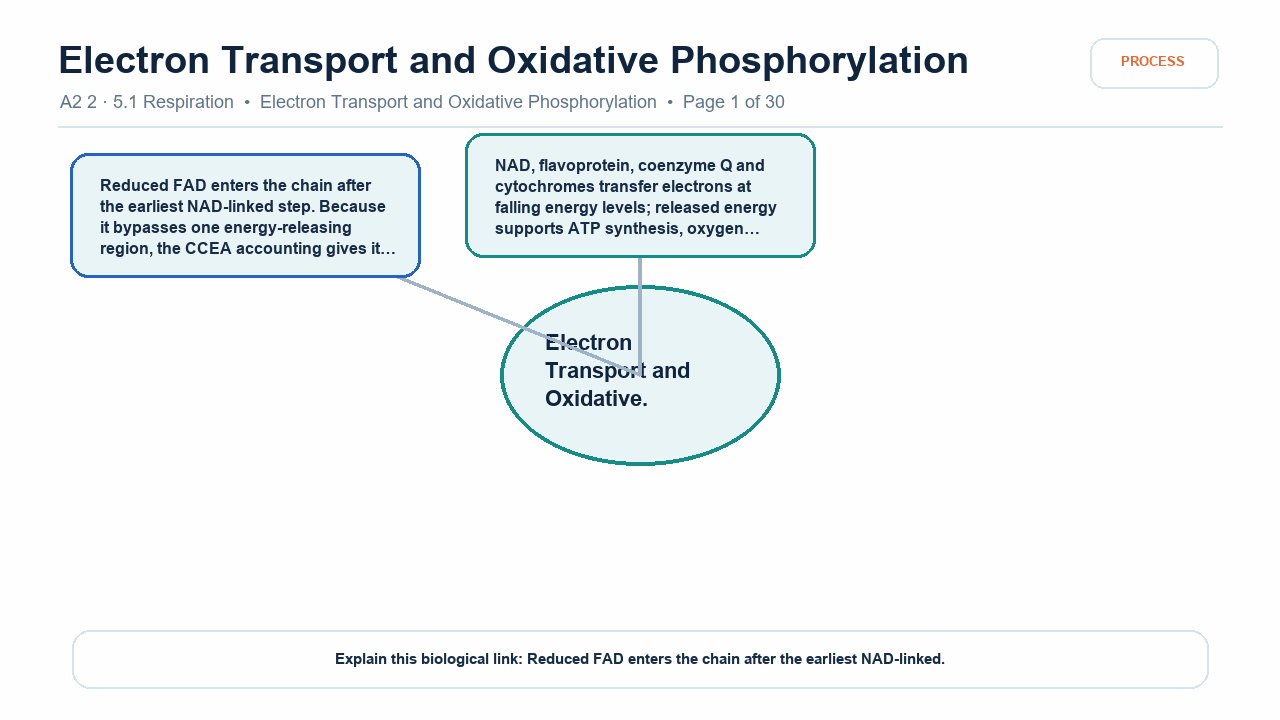 Electron Transport and Oxidative Phosphorylation
PROCESS
A2 2 · 5.1 Respiration • Electron Transport and Oxidative Phosphorylation • Page 1 of 30
Reduced FAD enters the chain after
the earliest NAD-linked step. Because
it bypasses one energy-releasing
region, the CCEA accounting gives it…
NAD, flavoprotein, coenzyme Q and
cytochromes transfer electrons at
falling energy levels; released energy
supports ATP synthesis, oxygen…
Electron
Transport and
Oxidative.
Explain this biological link: Reduced FAD enters the chain after the earliest NAD-linked.